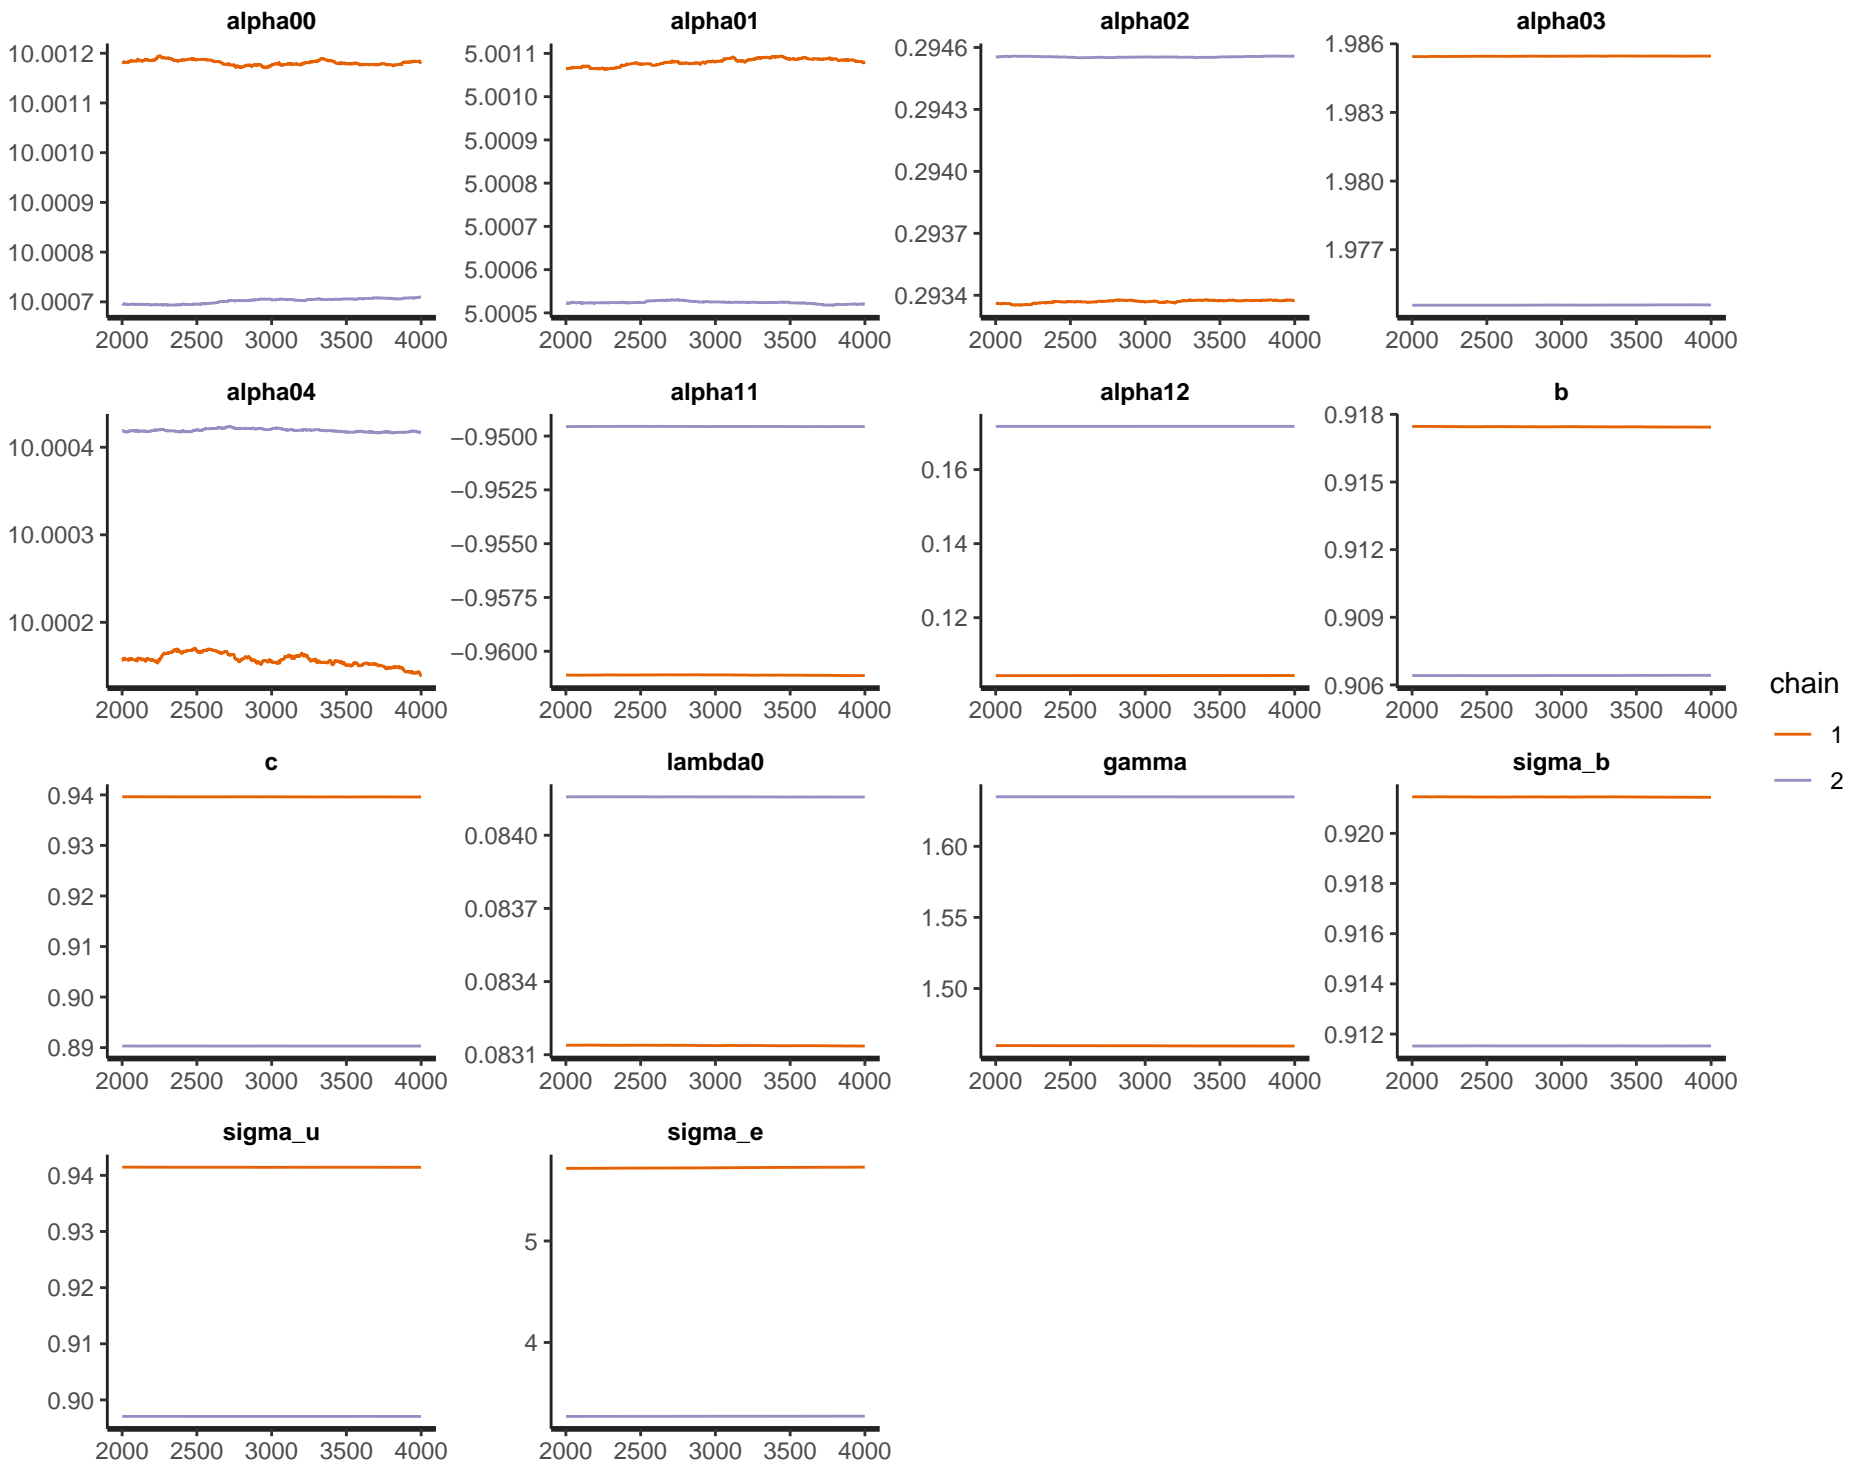 alpha00 alpha01 alpha02 alpha03
10.0012 10.0011 10.0010 10.0009 10.0008 10.0007
5.0011 5.0010 5.0009 5.0008 5.0007 5.0006 5.0005
0.2946 0.2943 0.2940 0.2937 0.2934
1.986 1.983 1.980 1.977
2000 2500 3000 3500 4000 2000 2500 3000 3500 4000 2000 2500 3000 3500 4000 2000 2500 3000 3500 4000
alpha04 alpha11 alpha12 b
10.0004 10.0003 10.0002
−0.9500 −0.9525 −0.9550 −0.9575 −0.9600
0.16 0.14 0.12
0.918 0.915 0.912 0.909 0.906
2000 2500 3000 3500 4000 2000 2500 3000 3500 4000 2000 2500 3000 3500 4000 2000 2500 3000 3500 4000
c lambda0 gamma sigma_b
0.94 0.93 0.92 0.91 0.90 0.89
0.0840 0.0837 0.0834 0.0831
1.60 1.55 1.50
0.920 0.918 0.916 0.914 0.912
2000 2500 3000 3500 4000 2000 2500 3000 3500 4000 2000 2500 3000 3500 4000 2000 2500 3000 3500 4000
sigma_u sigma_e
0.94 0.93 0.92 0.91 0.90
5 4
2000 2500 3000 3500 4000 2000 2500 3000 3500 4000
chain
1
2